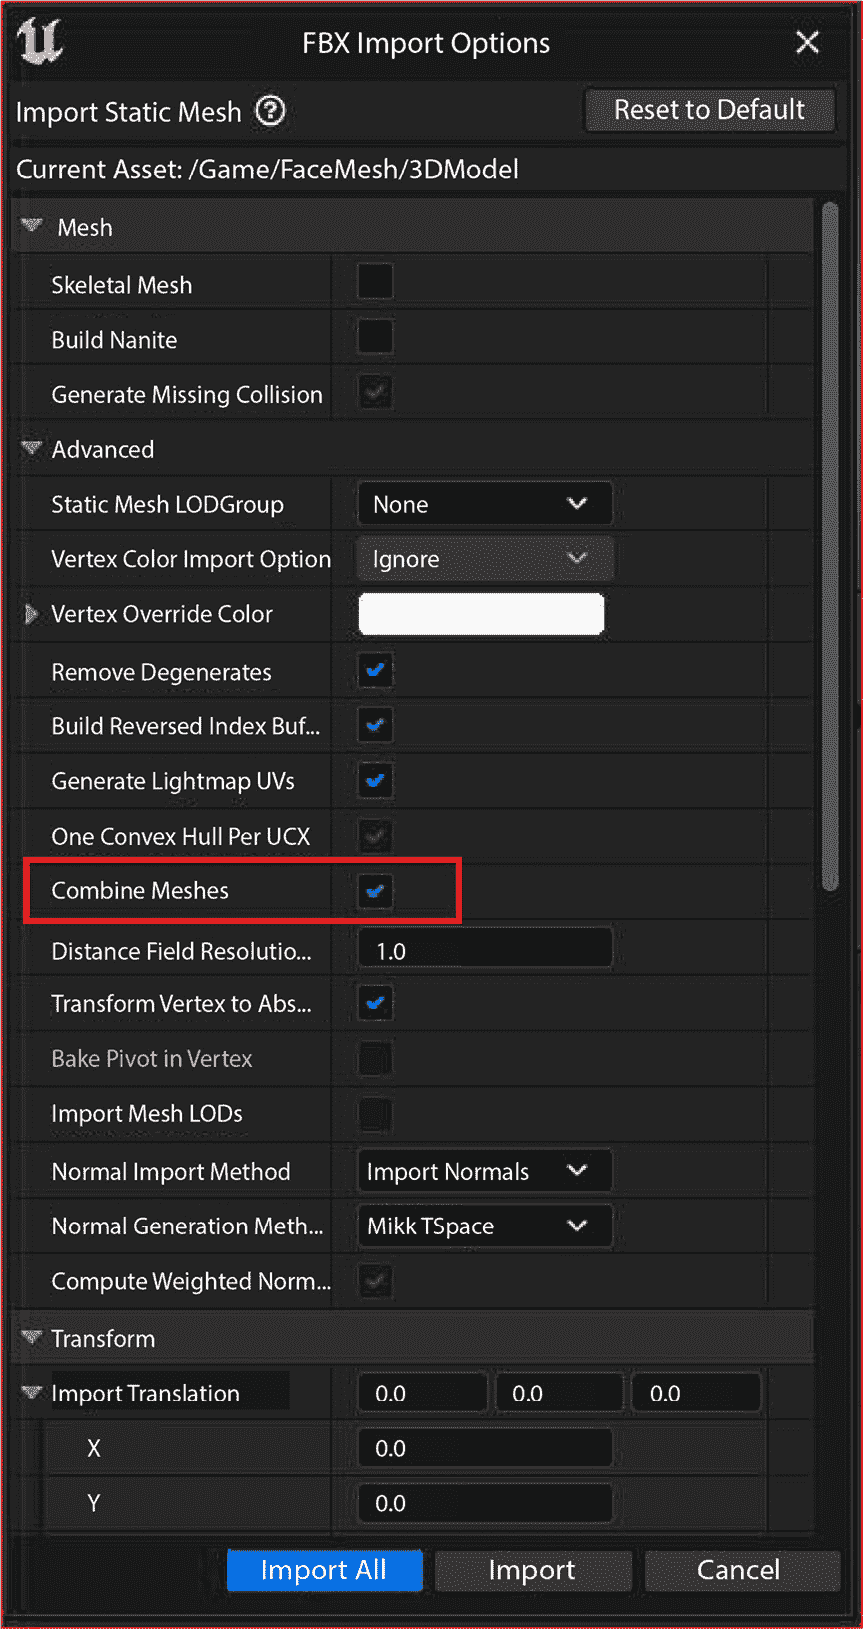 FBX Import Options
Import Static Mesh ?
Reset to Default
Current Asset: /Game/FaceMesh/3DModel
Mesh
Skeletal Mesh
Build Nanite
Generate Missing Collision
Advanced
Static Mesh LODGroup None
Vertex Color Import Option Ignore
Vertex Override Color
Remove Degenerates
Build Reversed Index Buf...
Generate Lightmap UVs
One Convex Hull Per UCX
Combine Meshes
Distance Field Resolutio... 1.0
Transform Vertex to Abs...
Bake Pivot in Vertex
Import Mesh LODs
Normal Import Method Import Normals
Normal Generation Meth... Mikk TSpace
Compute Weighted Norm...
Transform
Import Translation 0.0 0.0 0.0
X 0.0
Y 0.0
Import All Import Cancel